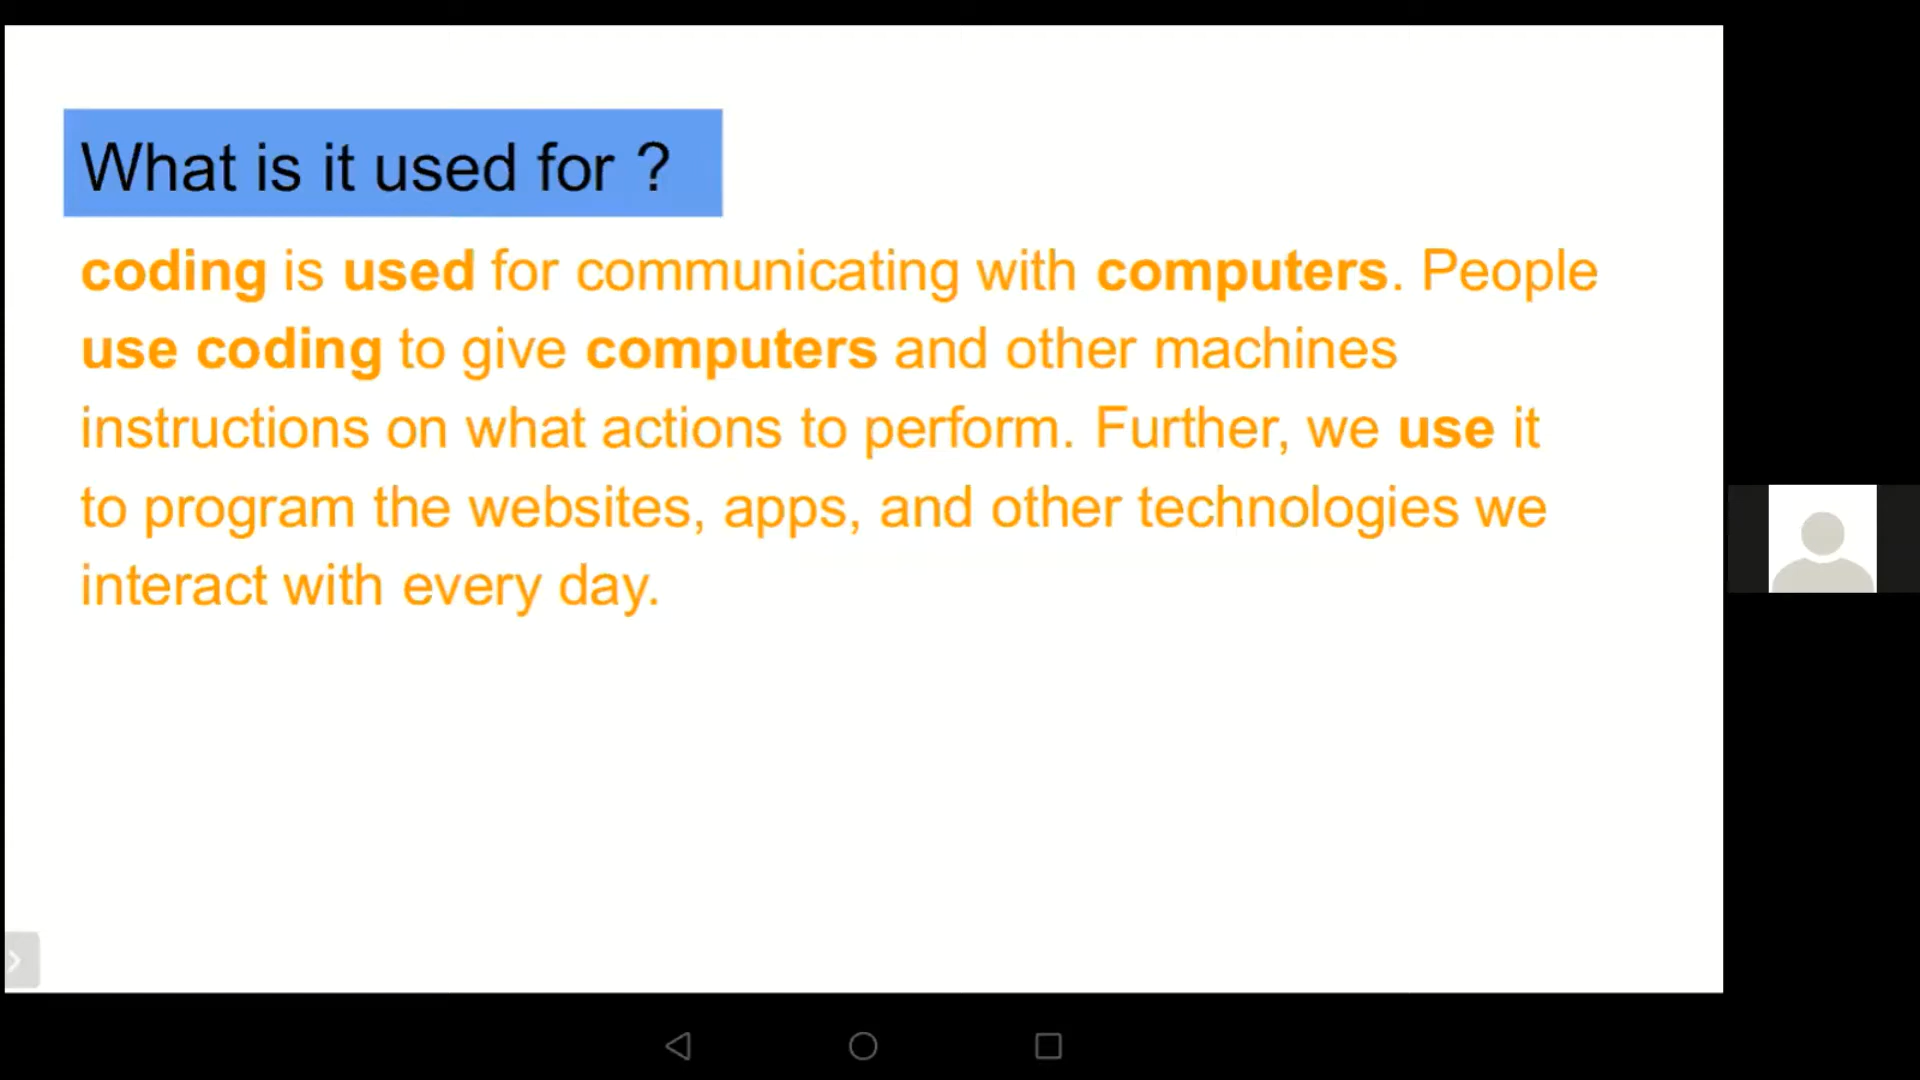 What is it used for ?
coding is used for communicating with computers. People
use coding to give computers and other machines
instructions on what actions to perform. Further, we use it
to program the websites, apps, and other technologies we
interact with every day.